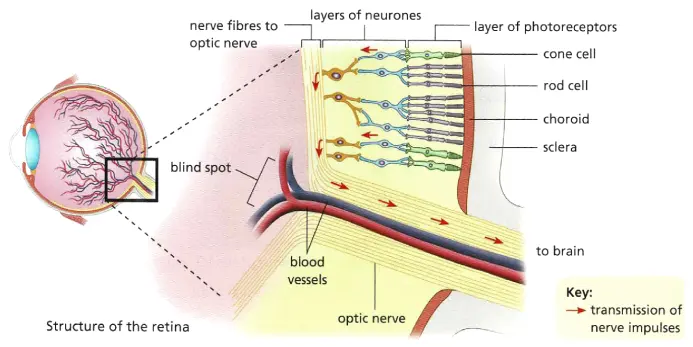 layers of neurones
nerve fibres to
optic nerve
layer of photoreceptors
cone cell
rod cell
choroid
sclera
blind spot
to brain
blood
vessels
optic nerve
Structure of the retina
Key:
transmission of
nerve impulses